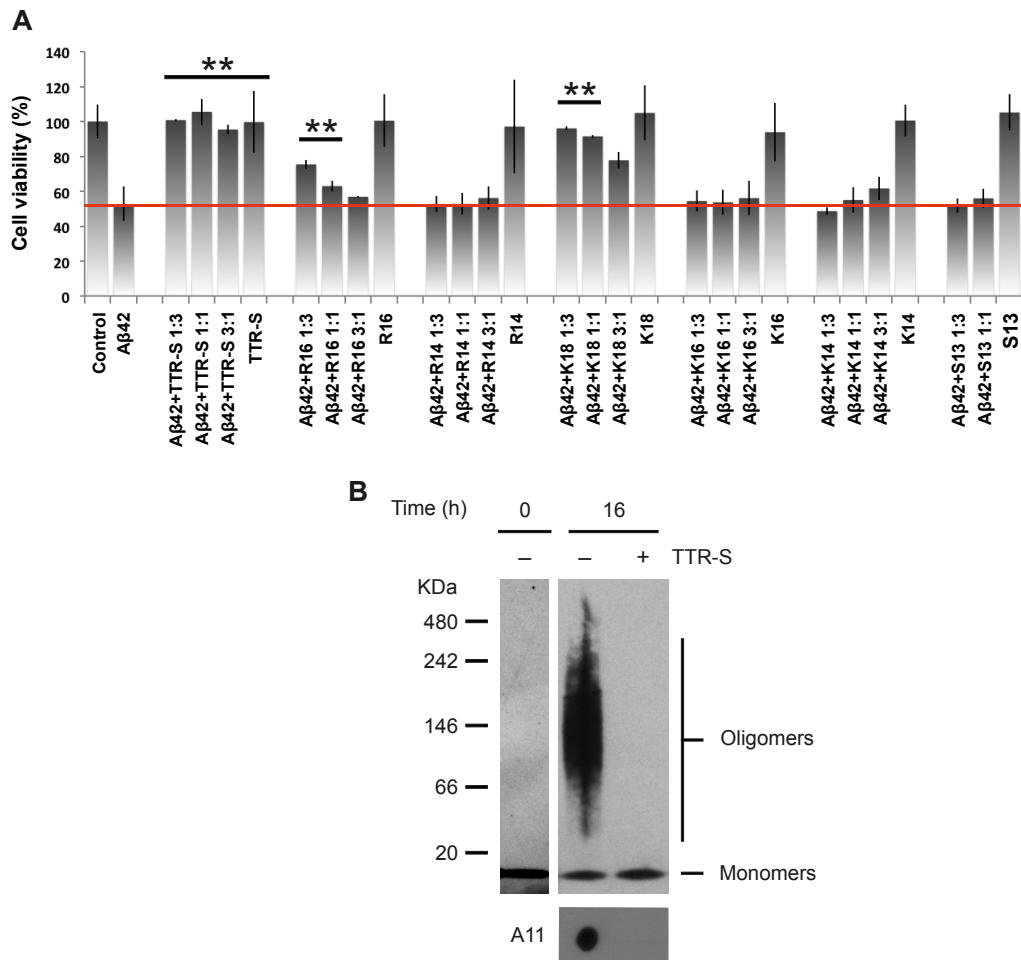 A
140
120
100
80
60
40
20
0
Cell viability (%)
**
**
**
Control
Aβ42
Aβ42+TTR-S 1:3
Aβ42+TTR-S 1:1
Aβ42+TTR-S 3:1
TTR-S
Aβ42+R16 1:3
Aβ42+R16 1:1
Aβ42+R16 3:1
R16
Aβ42+R14 1:3
Aβ42+R14 1:1
Aβ42+R14 3:1
R14
Aβ42+K18 1:3
Aβ42+K18 1:1
Aβ42+K18 3:1
K18
Aβ42+K16 1:3
Aβ42+K16 1:1
Aβ42+K16 3:1
K16
Aβ42+K14 1:3
Aβ42+K14 1:1
Aβ42+K14 3:1
K14
Aβ42+S13 1:3
Aβ42+S13 1:1
S13
B
Time (h) 0 16
– – + TTR-S
KDa
480
242
146
66
20
Oligomers
Monomers
A11